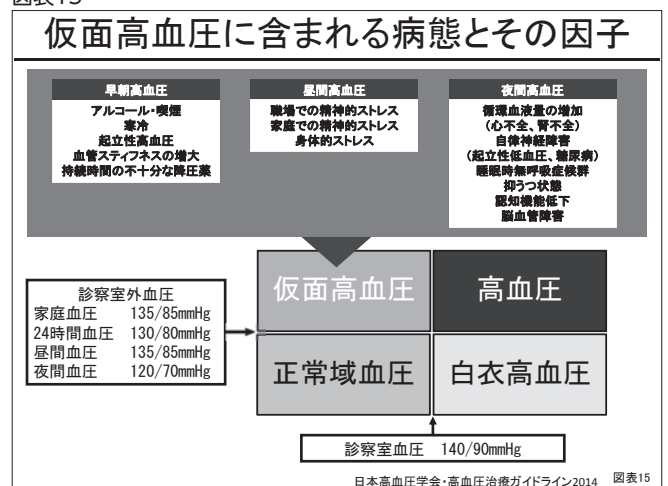 仮面高血圧に含まれる病態とその因子
早朝高血圧
アルコール・喫煙
寒冷
起立性高血圧
血管スティフネスの増大
持続時間の不十分な降圧薬
昼間高血圧
職場での精神的ストレス
家庭での精神的ストレス
身体的ストレス
夜間高血圧
循環血液量の増加
(心不全、腎不全)
自律神経障害
(起立性低血圧、糖尿病)
睡眠時無呼吸症候群
抑うつ状態
認知機能低下
脳血管障害
診察室外血圧
家庭血圧 135/85mmHg
24時間血圧 130/80mmHg
昼間血圧 135/85mmHg
夜間血圧 120/70mmHg
仮面高血圧
高血圧
正常域血圧
白衣高血圧
診察室血圧 140/90mmHg
日本高血圧学会・高血圧治療ガイドライン2014
図表15